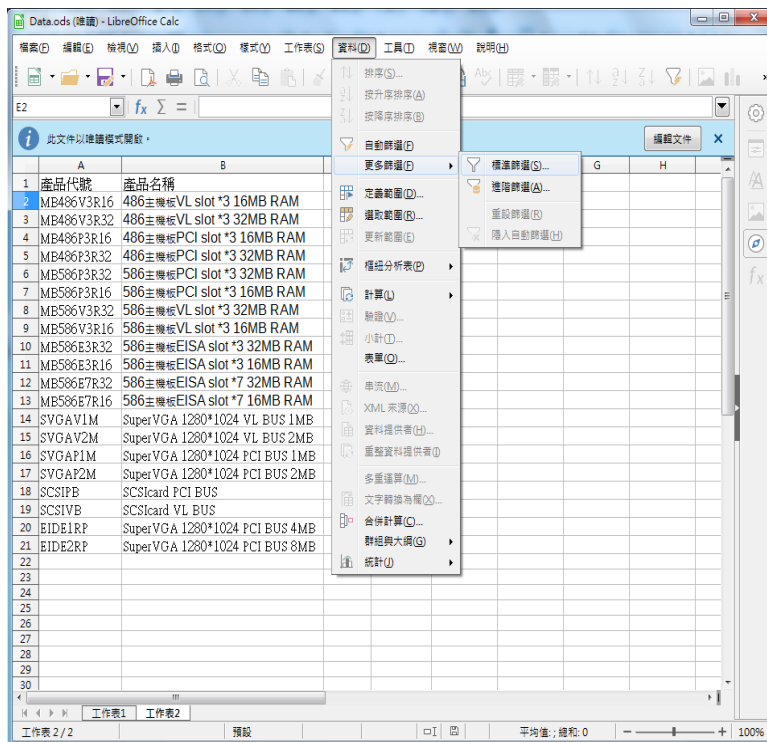 Data.ods (唯讀) - LibreOffice Calc
檔案(F) 編輯(E) 檢視(V) 插入(I) 格式(O) 樣式(Y) 工作表(S) 資料(D) 工具(T) 視窗(W) 說明(H)
E2
此文件以唯讀模式開啟。 編輯文件
排序(S)...
按升序排序(A)
按降序排序(B)
自動篩選(F)
更多篩選(F)
定義範圍(D)...
選取範圍(R)...
更新範圍(E)
樞紐分析表(P)
計算(L)
驗證(V)...
小計(T)...
表單(O)...
串流(M)...
XML 來源(X)...
資料提供者(H)...
重整資料提供者(I)
多重運算(M)...
文字轉換為欄(X)...
合併計算(C)...
群組與大綱(G)
統計(J)
標準篩選(S)...
進階篩選(A)...
重設篩選(R)
隱入自動篩選(H)
A B G H
1 產品代號 產品名稱
2 MB486V3R16 486主機板VL slot *3 16MB RAM
3 MB486V3R32 486主機板VL slot *3 32MB RAM
4 MB486P3R16 486主機板PCI slot *3 16MB RAM
5 MB486P3R32 486主機板PCI slot *3 32MB RAM
6 MB586P3R32 586主機板PCI slot *3 32MB RAM
7 MB586P3R16 586主機板PCI slot *3 16MB RAM
8 MB586V3R32 586主機板VL slot *3 32MB RAM
9 MB586V3R16 586主機板VL slot *3 16MB RAM
10 MB586E3R32 586主機板EISA slot *3 32MB RAM
11 MB586E3R16 586主機板EISA slot *3 16MB RAM
12 MB586E7R32 586主機板EISA slot *7 32MB RAM
13 MB586E7R16 586主機板EISA slot *7 16MB RAM
14 SVGAV1M SuperVGA 1280*1024 VL BUS 1MB
15 SVGAV2M SuperVGA 1280*1024 VL BUS 2MB
16 SVGAP1M SuperVGA 1280*1024 PCI BUS 1MB
17 SVGAP2M SuperVGA 1280*1024 PCI BUS 2MB
18 SCSIPB SCSIcard PCI BUS
19 SCSIVB SCSIcard VL BUS
20 EIDE1RP SuperVGA 1280*1024 PCI BUS 4MB
21 EIDE2RP SuperVGA 1280*1024 PCI BUS 8MB
22
23
24
25
26
27
28
29
30
工作表1 工作表2
工作表 2 / 2 預設 平均值: ; 總和: 0 100%